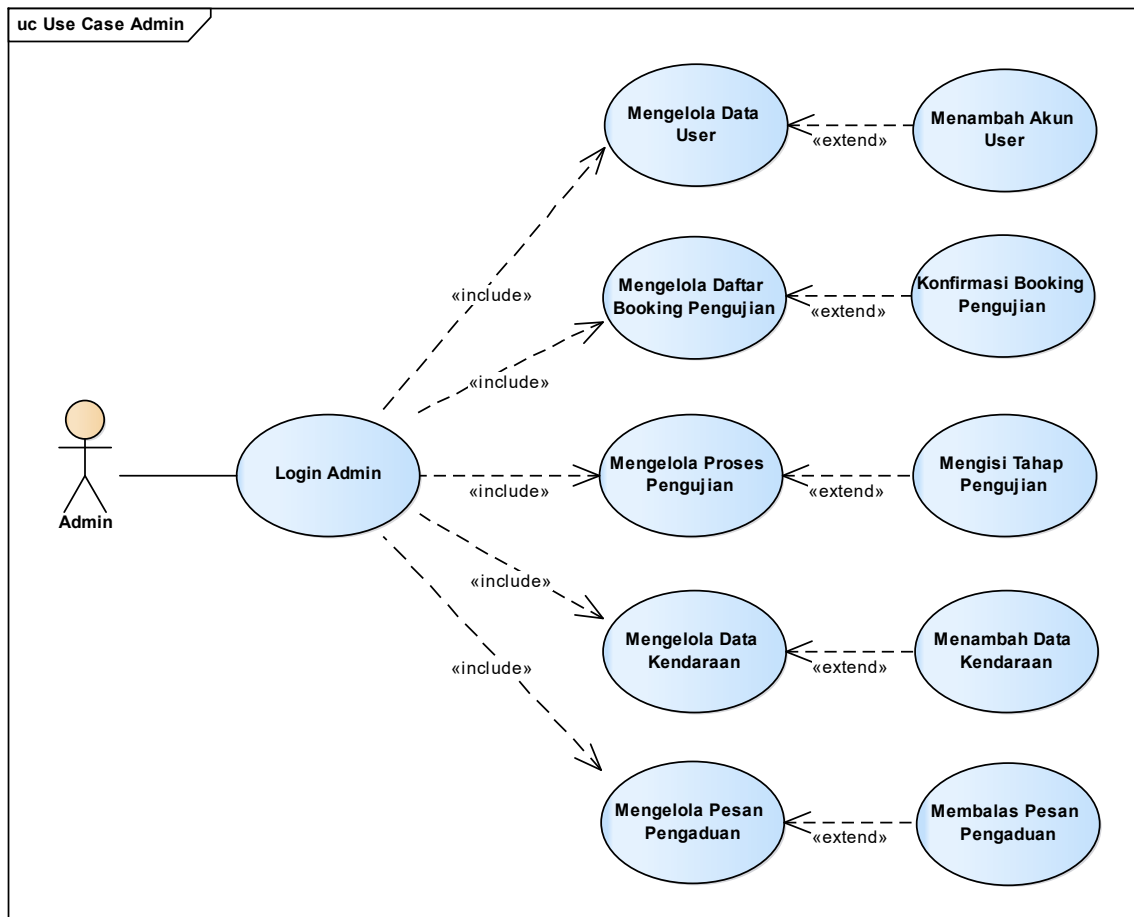 uc Use Case Admin
Mengelola Data
User
«extend»
Menambah Akun
User
«include»
Mengelola Daftar
Booking Pengujian
«extend»
Konfirmasi Booking
Pengujian
«include»
Admin
Login Admin
«include»
Mengelola Proses
Pengujian
«extend»
Mengisi Tahap
Pengujian
«include»
Mengelola Data
Kendaraan
«extend»
Menambah Data
Kendaraan
«include»
Mengelola Pesan
Pengaduan
«extend»
Membalas Pesan
Pengaduan